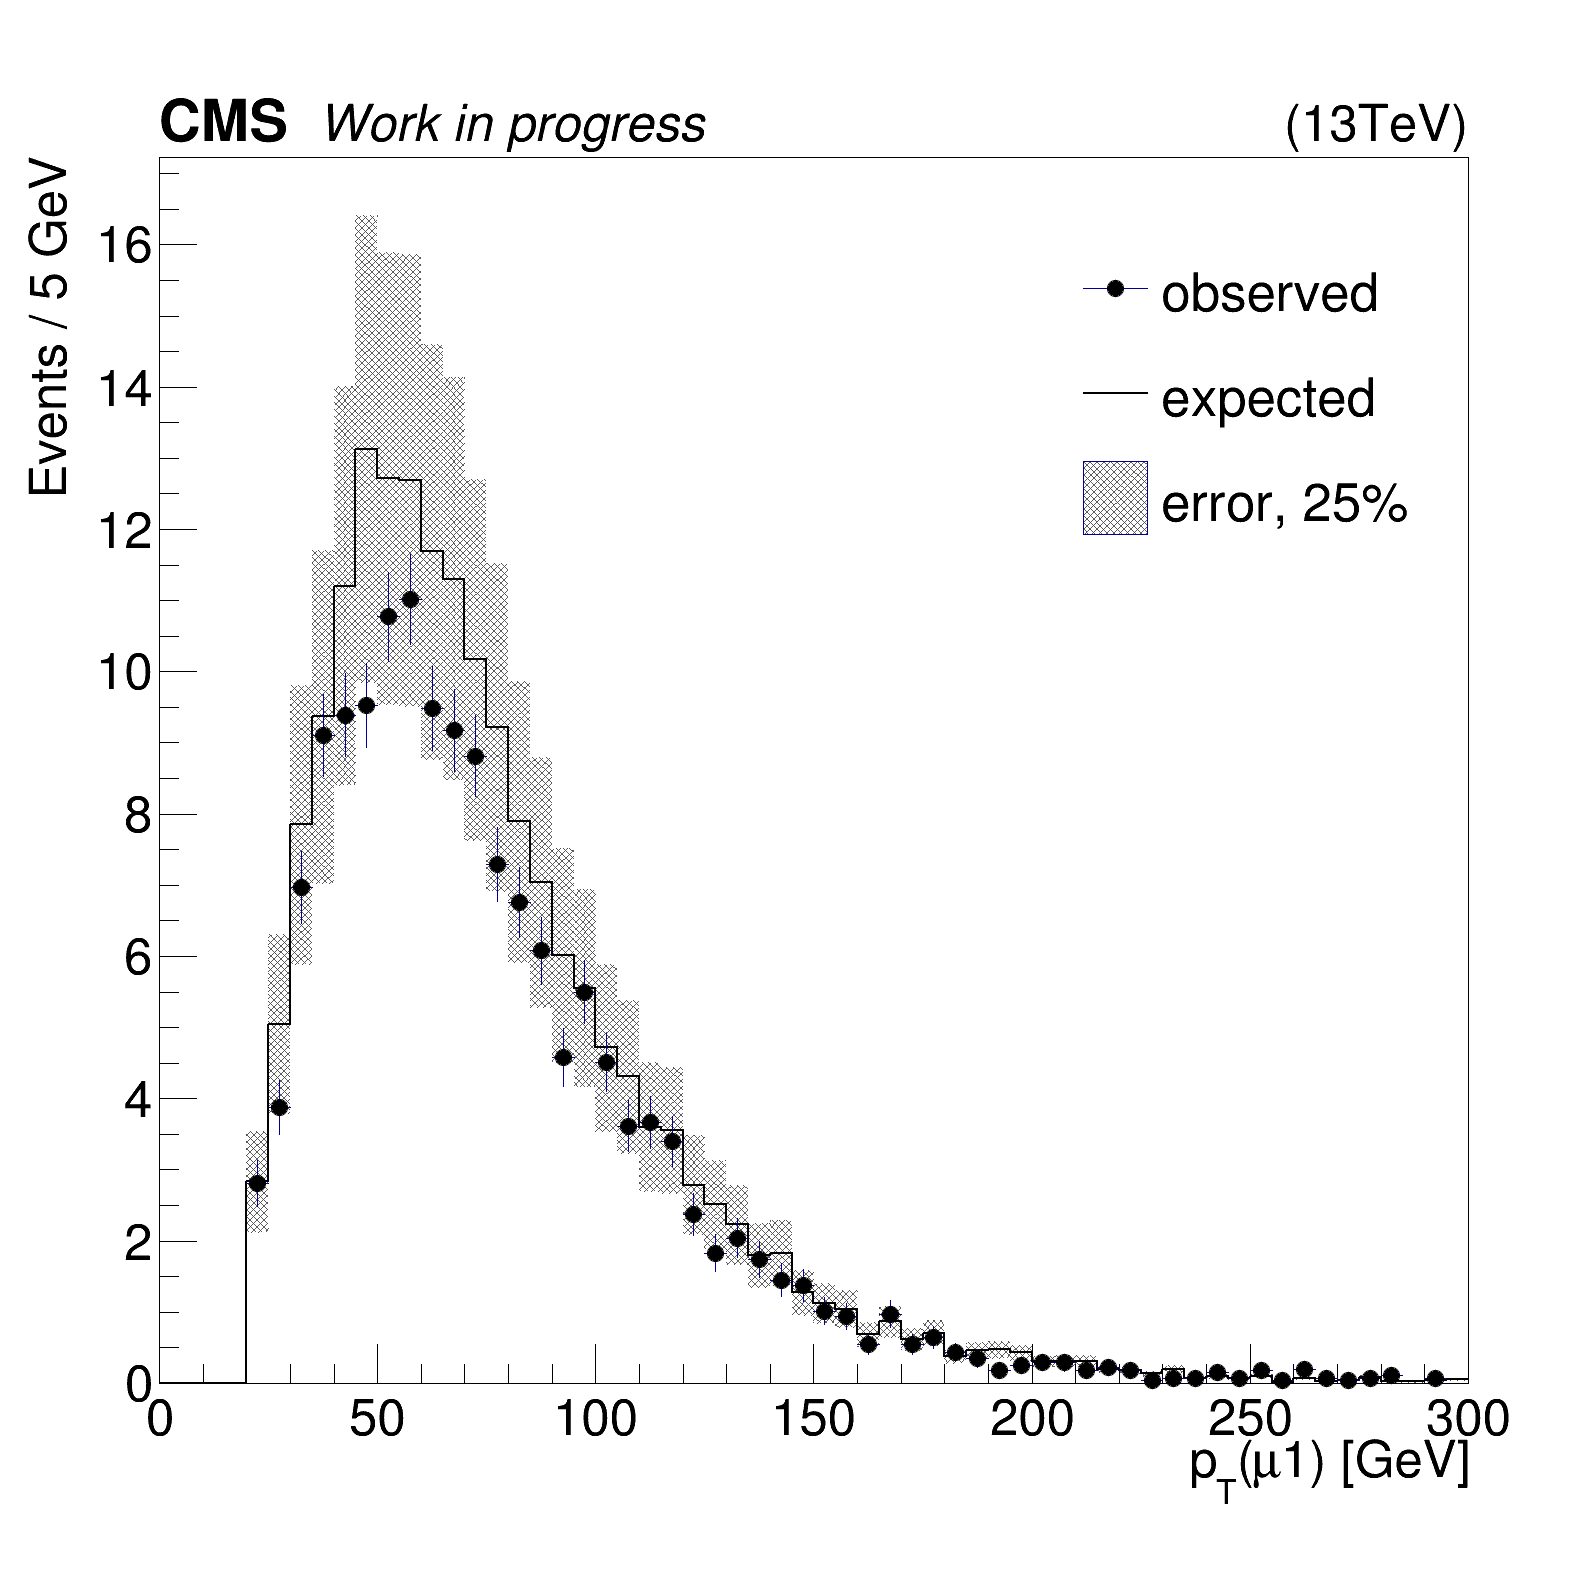 CMS Work in progress (13TeV)
Events / 5 GeV
16
14
12
10
8
6
4
2
0
observed
expected
error, 25%
0 50 100 150 200 250 300
p_T(μ1) [GeV]